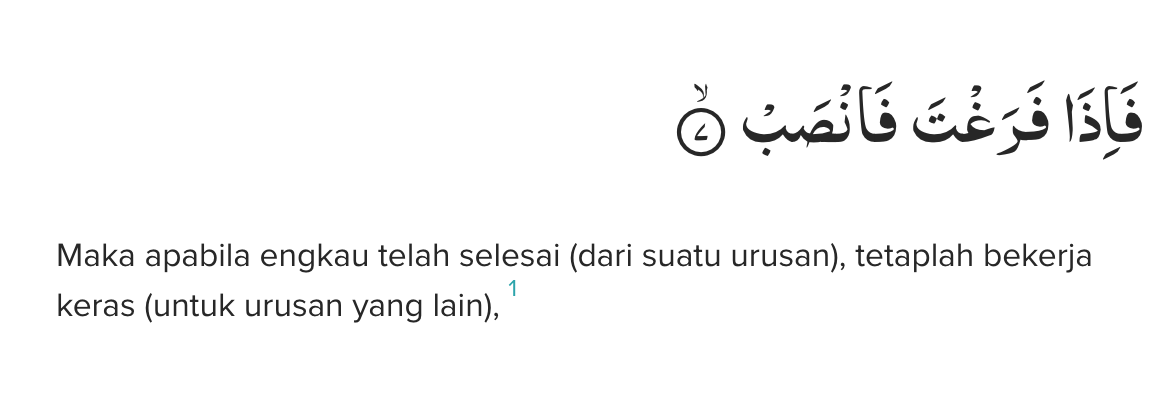 فَاِذَا فَرَغْتَ فَانْصَبْۙ ٧
Maka apabila engkau telah selesai (dari suatu urusan), tetaplah bekerja
keras (untuk urusan yang lain), 1